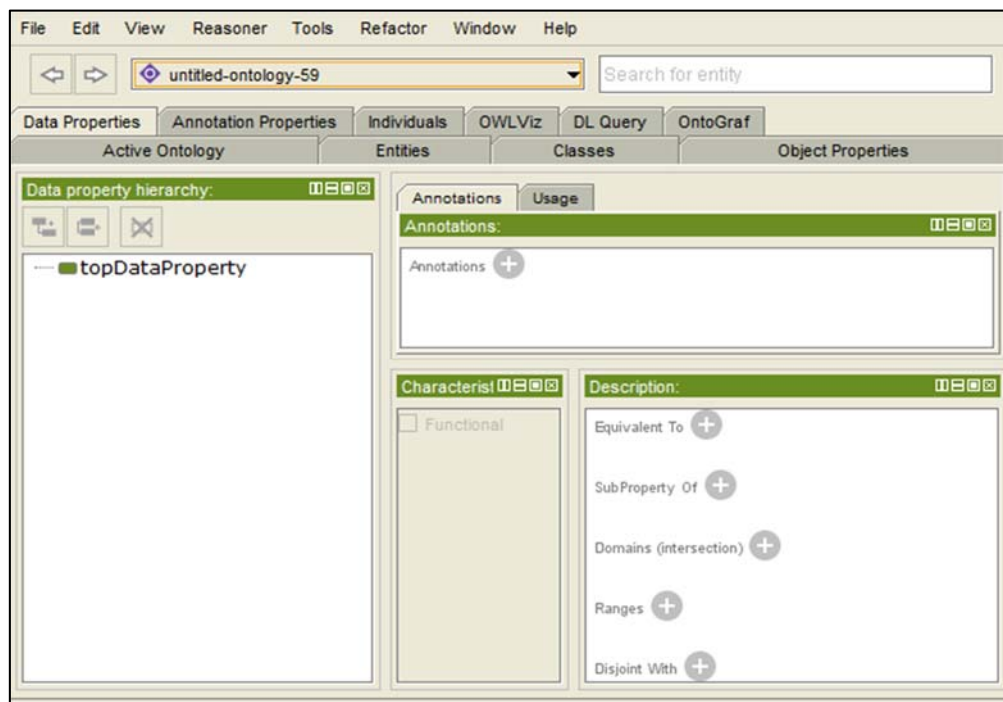 File Edit View Reasoner Tools Refactor Window Help
untitled-ontology-59 Search for entity
Data Properties Annotation Properties Individuals OWLViz DL Query OntoGraf
Active Ontology Entities Classes Object Properties
Data property hierarchy:
topDataProperty
Annotations Usage
Annotations:
Annotations
Characterist
Functional
Description:
Equivalent To
SubProperty Of
Domains (intersection)
Ranges
Disjoint With